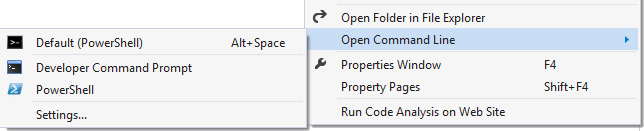 Open Folder in File Explorer
Open Command Line
Default (PowerShell) Alt+Space
Developer Command Prompt
PowerShell
Settings...
Properties Window F4
Property Pages Shift+F4
Run Code Analysis on Web Site